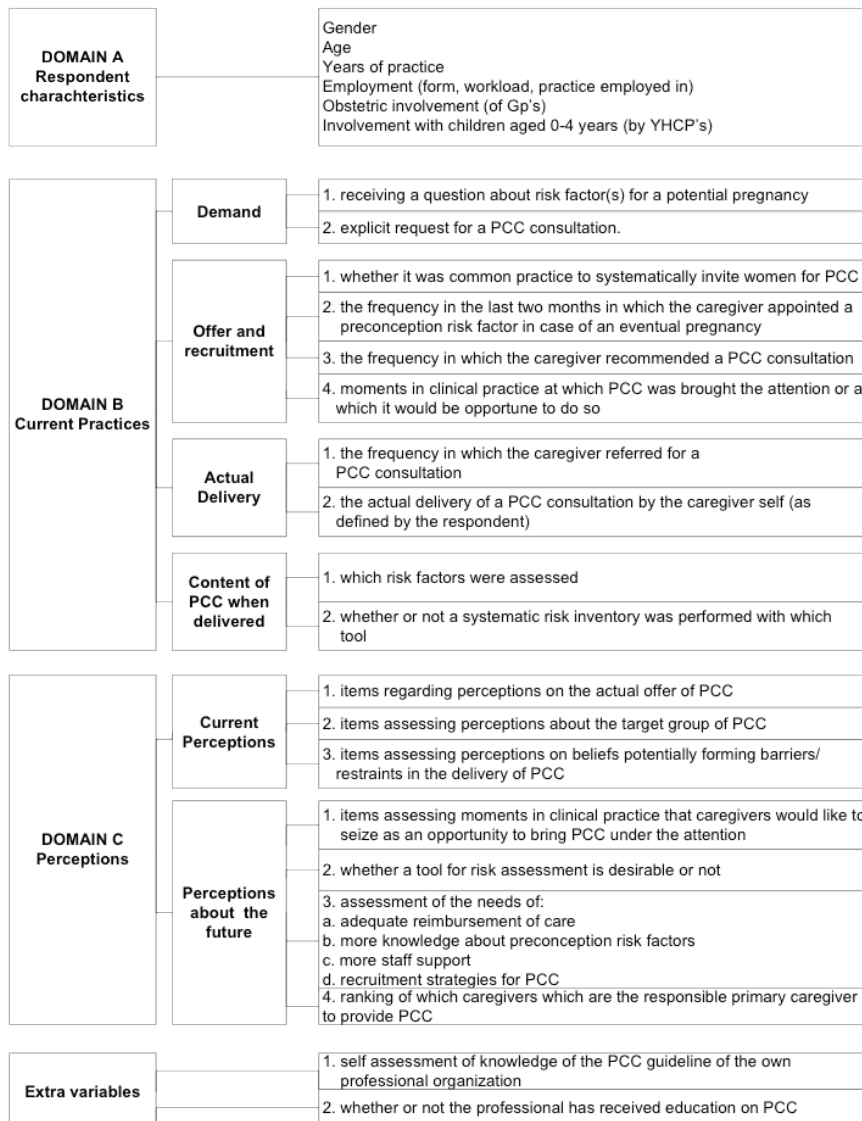 DOMAIN A
Respondent
charachteristics
Gender
Age
Years of practice
Employment (form, workload, practice employed in)
Obstetric involvement (of Gp's)
Involvement with children aged 0-4 years (by YHCP's)
DOMAIN B
Current Practices
Demand
1. receiving a question about risk factor(s) for a potential pregnancy
2. explicit request for a PCC consultation.
Offer and
recruitment
1. whether it was common practice to systematically invite women for PCC
2. the frequency in the last two months in which the caregiver appointed a
preconception risk factor in case of an eventual pregnancy
3. the frequency in which the caregiver recommended a PCC consultation
4. moments in clinical practice at which PCC was brought the attention or a
which it would be opportune to do so
Actual
Delivery
1. the frequency in which the caregiver referred for a
PCC consultation
2. the actual delivery of a PCC consultation by the caregiver self (as
defined by the respondent)
Content of
PCC when
delivered
1. which risk factors were assessed
2. whether or not a systematic risk inventory was performed with which
tool
DOMAIN C
Perceptions
Current
Perceptions
1. items regarding perceptions on the actual offer of PCC
2. items assessing perceptions about the target group of PCC
3. items assessing perceptions on beliefs potentially forming barriers/
restraints in the delivery of PCC
Perceptions
about the
future
1. items assessing moments in clinical practice that caregivers would like to
seize as an opportunity to bring PCC under the attention
2. whether a tool for risk assessment is desirable or not
3. assessment of the needs of:
a. adequate reimbursement of care
b. more knowledge about preconception risk factors
c. more staff support
d. recruitment strategies for PCC
4. ranking of which caregivers which are the responsible primary caregiver
to provide PCC
Extra variables
1. self assessment of knowledge of the PCC guideline of the own
professional organization
2. whether or not the professional has received education on PCC